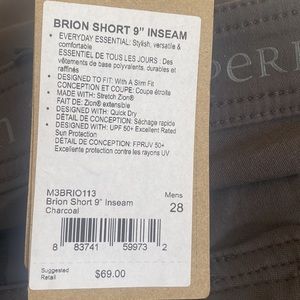 BRION SHORT 9" INSEAM
• EVERYDAY ESSENTIAL: Stylish, versatile &
comfortable
ESSENTIEL DE TOUS LES JOURS : Des
vêtements de base polyvalents, durables et
raffinés
• DESIGNED TO FIT: With A Slim Fit
CONCEPTION ET COUPE: Coupe étroite
• MADE WITH: Stretch Zion®
FAIT DE: Zion® extensible
• DESIGNED WITH: Quick Dry
DÉTAIL DE CONCEPTION: Séchage rapide
• DESIGNED WITH: UPF 50+ Excellent Rated
Sun Protection
DÉTAIL DE CONCEPTION: FPRUV 50+
Excellente protection contre les rayons UV
M3BRIO113
Brion Short 9" Inseam
Charcoal
Mens
28
8 83741 59973 2
Suggested
Retail
$69.00
PER